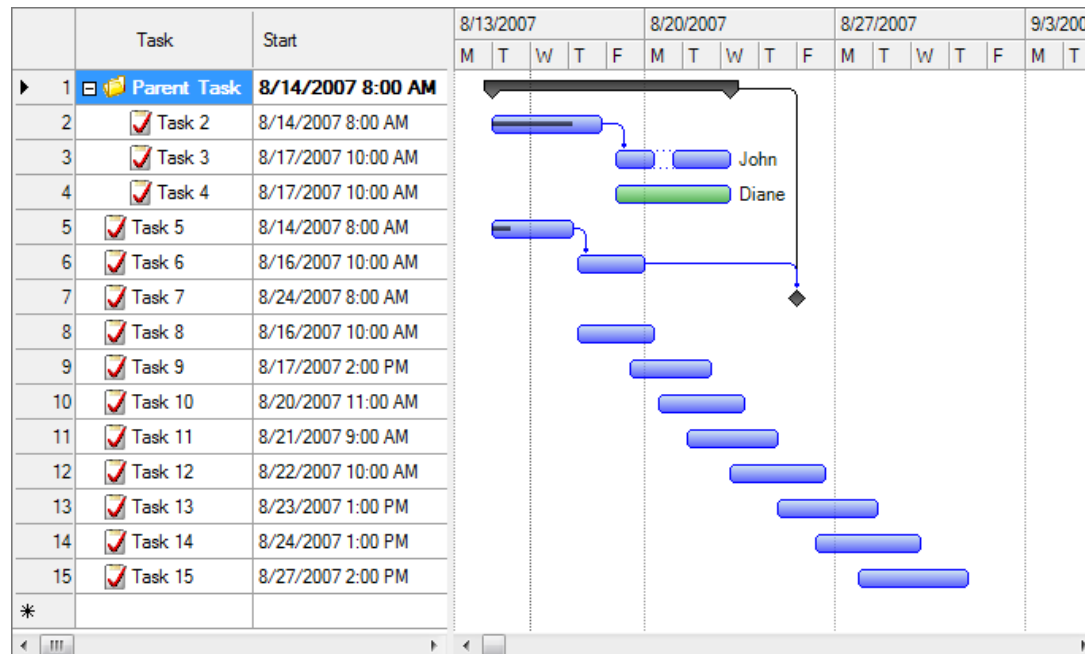 Task Start 8/13/2007 8/20/2007 8/27/2007 9/3/200
M T W T F M T W T F M T W T F M T
1 Parent Task 8/14/2007 8:00 AM
2 Task 2 8/14/2007 8:00 AM
3 Task 3 8/17/2007 10:00 AM John
4 Task 4 8/17/2007 10:00 AM Diane
5 Task 5 8/14/2007 8:00 AM
6 Task 6 8/16/2007 10:00 AM
7 Task 7 8/24/2007 8:00 AM
8 Task 8 8/16/2007 10:00 AM
9 Task 9 8/17/2007 2:00 PM
10 Task 10 8/20/2007 11:00 AM
11 Task 11 8/21/2007 9:00 AM
12 Task 12 8/22/2007 10:00 AM
13 Task 13 8/23/2007 1:00 PM
14 Task 14 8/24/2007 1:00 PM
15 Task 15 8/27/2007 2:00 PM